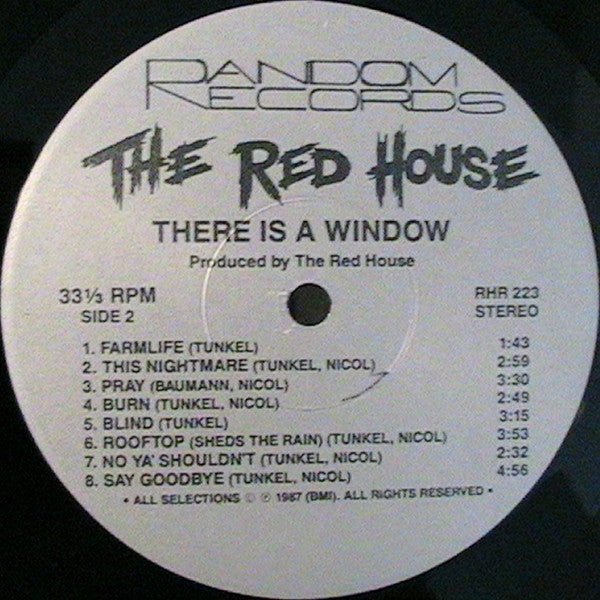 RANDOM
RECORDS
THE RED HOUSE
THERE IS A WINDOW
Produced by The Red House
33⅓ RPM
SIDE 2
RHR 223
STEREO
1. FARMLIFE (TUNKEL) 1:43
2. THIS NIGHTMARE (TUNKEL, NICOL) 2:59
3. PRAY (BAUMANN, NICOL) 3:30
4. BURN (TUNKEL, NICOL) 2:49
5. BLIND (TUNKEL) 3:15
6. ROOFTOP (SHEDS THE RAIN) (TUNKEL, NICOL) 3:53
7. NO YA' SHOULDN'T (TUNKEL, NICOL) 2:32
8. SAY GOODBYE (TUNKEL, NICOL) 4:56
• ALL SELECTIONS © ℗ 1987 (BMI). ALL RIGHTS RESERVED •